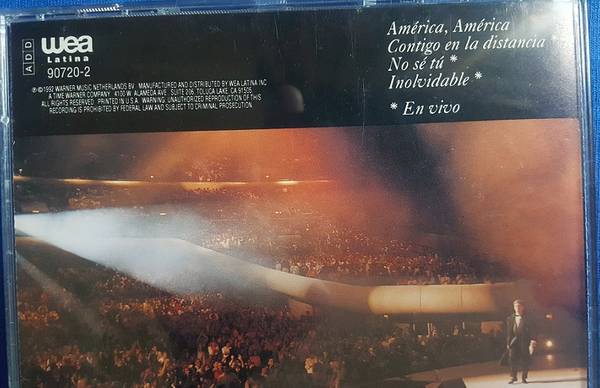 ADD
wea
Latina
90720-2
℗©1992 WARNER MUSIC NETHERLANDS BV. MANUFACTURED AND DISTRIBUTED BY WEA LATINA INC
A TIME WARNER COMPANY. 4100 W. ALAMEDA AVE., SUITE 206, TOLUCA LAKE, CA 91505.
ALL RIGHTS RESERVED. PRINTED IN U.S.A. WARNING: UNAUTHORIZED REPRODUCTION OF THIS
RECORDING IS PROHIBITED BY FEDERAL LAW AND SUBJECT TO CRIMINAL PROSECUTION.
América, América
Contigo en la distancia *
No sé tú *
Inolvidable *
* En vivo